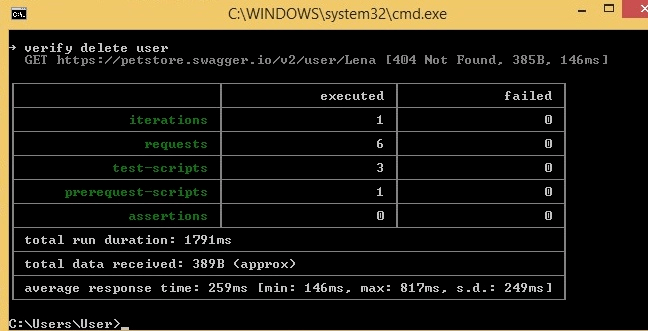 C:\WINDOWS\system32\cmd.exe
→ verify delete user
GET https://petstore.swagger.io/v2/user/Lena [404 Not Found, 385B, 146ms]
executed failed
iterations 1 0
requests 6 0
test-scripts 3 0
prerequest-scripts 1 0
assertions 0 0
total run duration: 1791ms
total data received: 389B (approx)
average response time: 259ms [min: 146ms, max: 817ms, s.d.: 249ms]
C:\Users\User>_